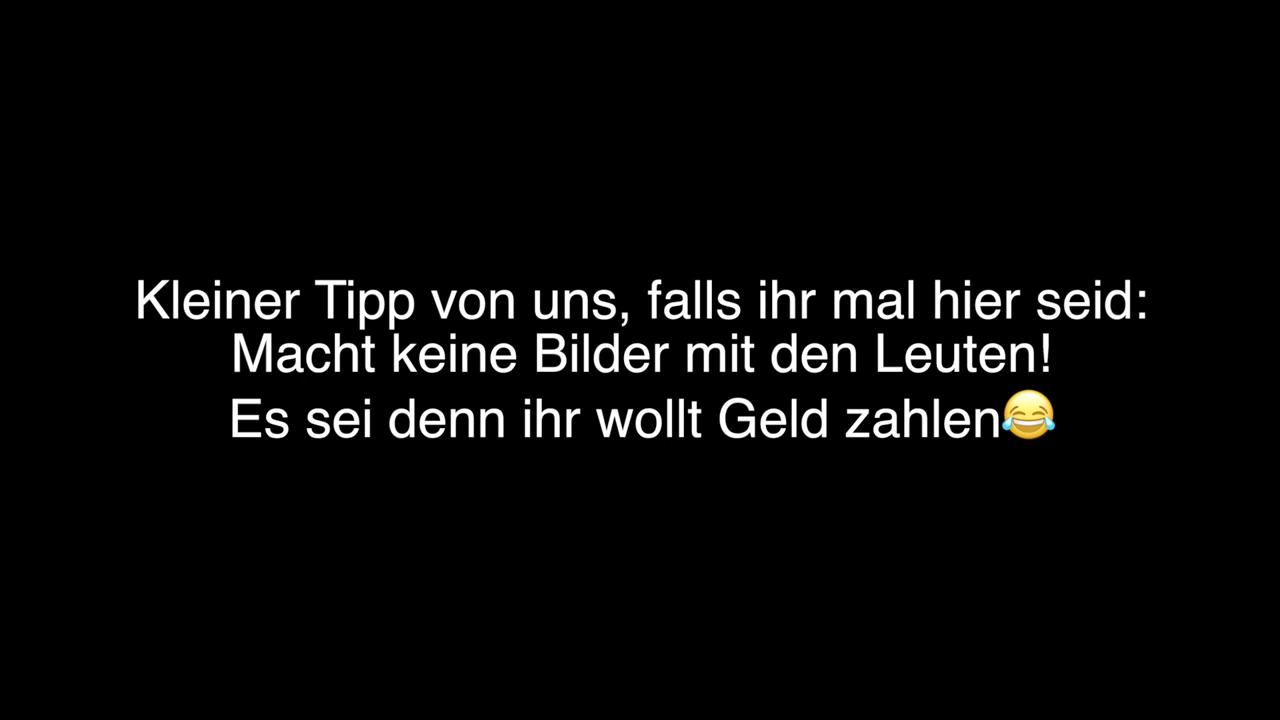 Kleiner Tipp von uns, falls ihr mal hier seid:
Macht keine Bilder mit den Leuten!
Es sei denn ihr wollt Geld zahlen😂